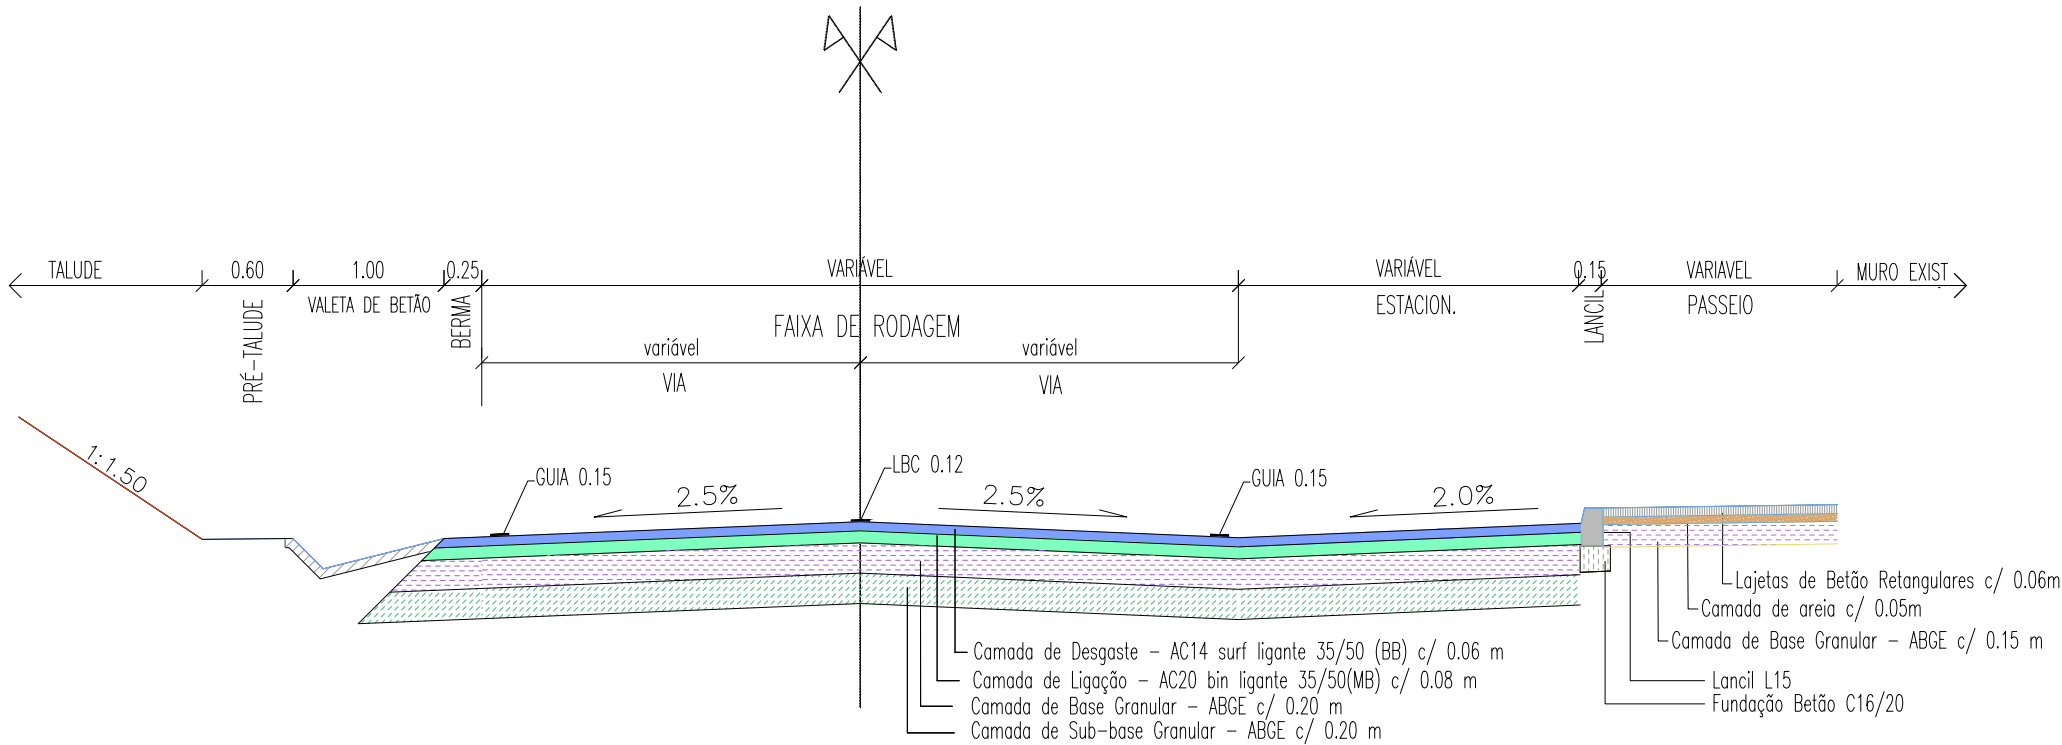 TALUDE
0.60
1.00
0.25
VARIÁVEL
VARIÁVEL
0.15
VARIAVEL
MURO EXIST.
PRÉ-TALUDE
VALETA DE BETÃO
BERMA
FAIXA DE RODAGEM
ESTACION.
LANCIL
PASSEIO
variável
variável
VIA
VIA
1:1.50
GUIA 0.15
2.5%
LBC 0.12
2.5%
GUIA 0.15
2.0%
Lajetas de Betão Retangulares c/ 0.06m
Camada de areia c/ 0.05m
Camada de Base Granular - ABGE c/ 0.15 m
Lancil L15
Fundação Betão C16/20
Camada de Desgaste - AC14 surf ligante 35/50 (BB) c/ 0.06 m
Camada de Ligação - AC20 bin ligante 35/50(MB) c/ 0.08 m
Camada de Base Granular - ABGE c/ 0.20 m
Camada de Sub-base Granular - ABGE c/ 0.20 m